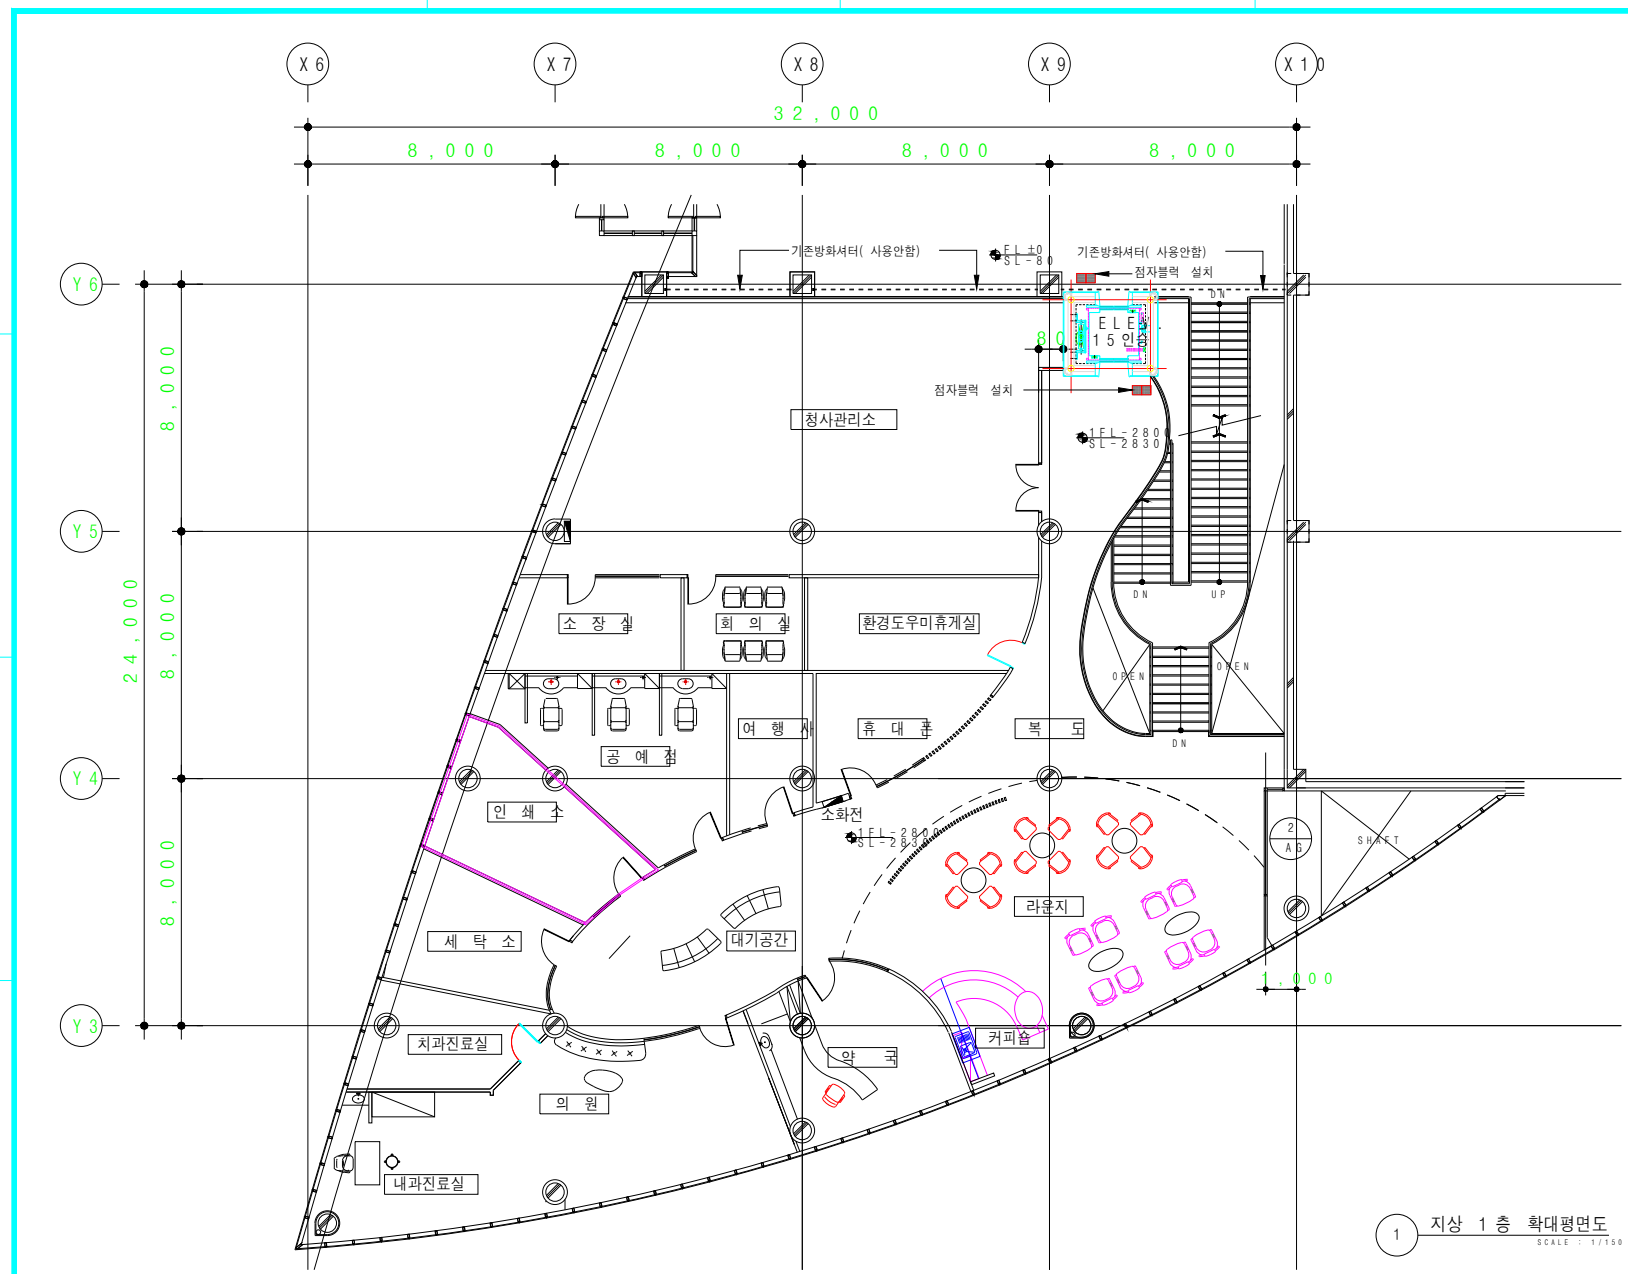 X6 X7 X8 X9 X10
32,000
8,000 8,000 8,000 8,000
기존방화셔터( 사용안함)
FL±0
SL-80
기존방화셔터( 사용안함)
점자블럭 설치
Y6
DN
15인승
점자블럭 설치
청사관리소
1FL-2800
SL-2830
8,000
Y5
24,000
8,000
DN
UP
소장실
회의실
환경도우미휴게실
OPEN
OPEN
여행사
휴대폰
복도
DN
공예점
Y4
인쇄소
소화전
1FL-2800
SL-2830
2
AG
SHAFT
8,000
라운지
세탁소
대기공간
1,000
Y3
치과진료실
커피숍
약국
의원
내과진료실
1
지상 1층 확대평면도
SCALE : 1/150